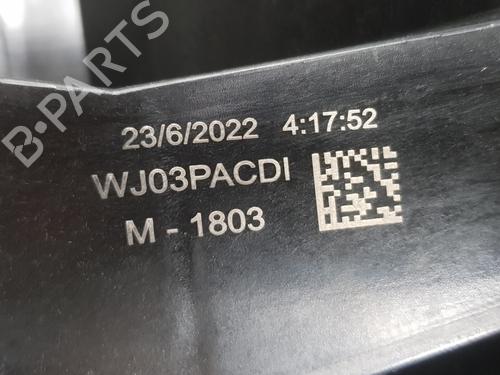 23/6/2022 4:17:52
WJ03PACDI
M - 1803
B-PARTS